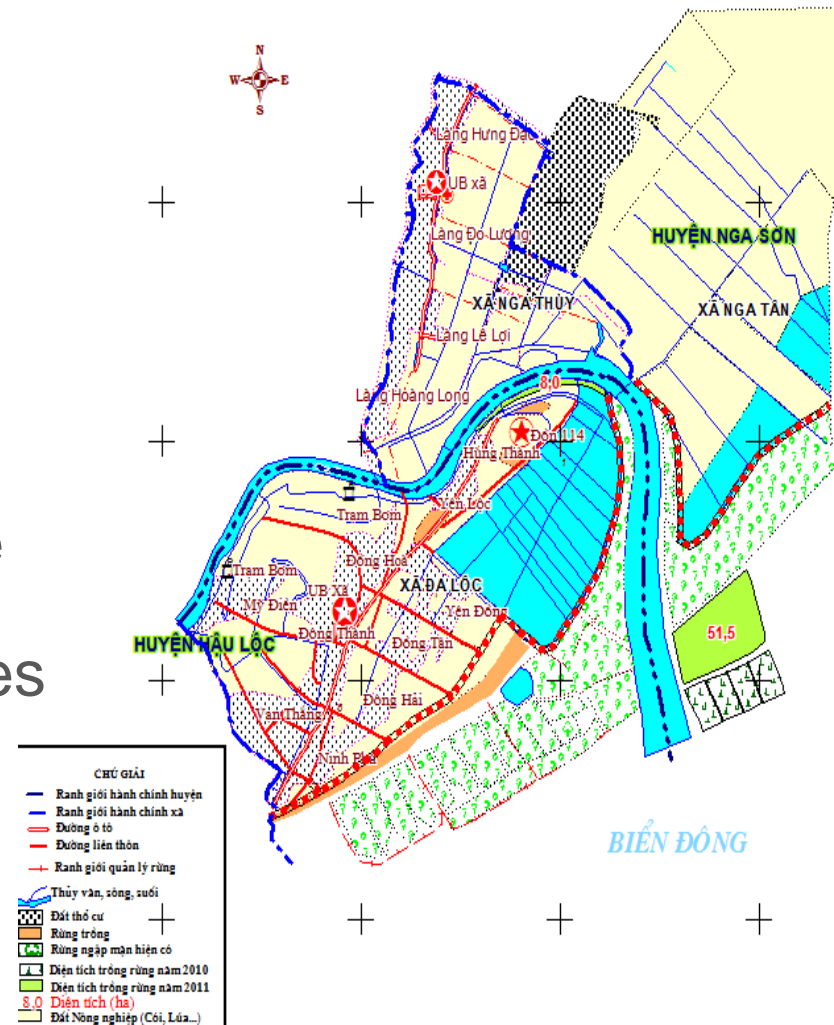 N
W E
S
Làng Hưng Đạo
UB xã
Làng Đo Lương
HUYỆN NGA SƠN
XÃ NGA THỦY
XÃ NGA TÂN
Làng Lê Lợi
8,0
Làng Hoàng Long
Đồn 114
Hùng Thành
Yên Lộc
Trạm Bơm
Đông Hoà
Trạm Bơm
XÃ ĐA LỘC
UB Xã
Mỹ Điền
Yên Đông
51,5
HUYỆN HẬU LỘC
Đông Thành
Đông Tân
es
Đông Hải
Vạn Thắng
Ninh Phú
BIỂN ĐÔNG
CHÚ GIẢI
Ranh giới hành chính huyện
Ranh giới hành chính xã
Đường ô tô
Đường liên thôn
Ranh giới quản lý rừng
Thủy văn, sông, suối
Đất thổ cư
Rừng trồng
Rừng ngập mặn hiện có
Diện tích trồng rừng năm 2010
Diện tích trồng rừng năm 2011
8.0 Diện tích (ha)
Đất Nông nghiệp (Cói, Lúa...)